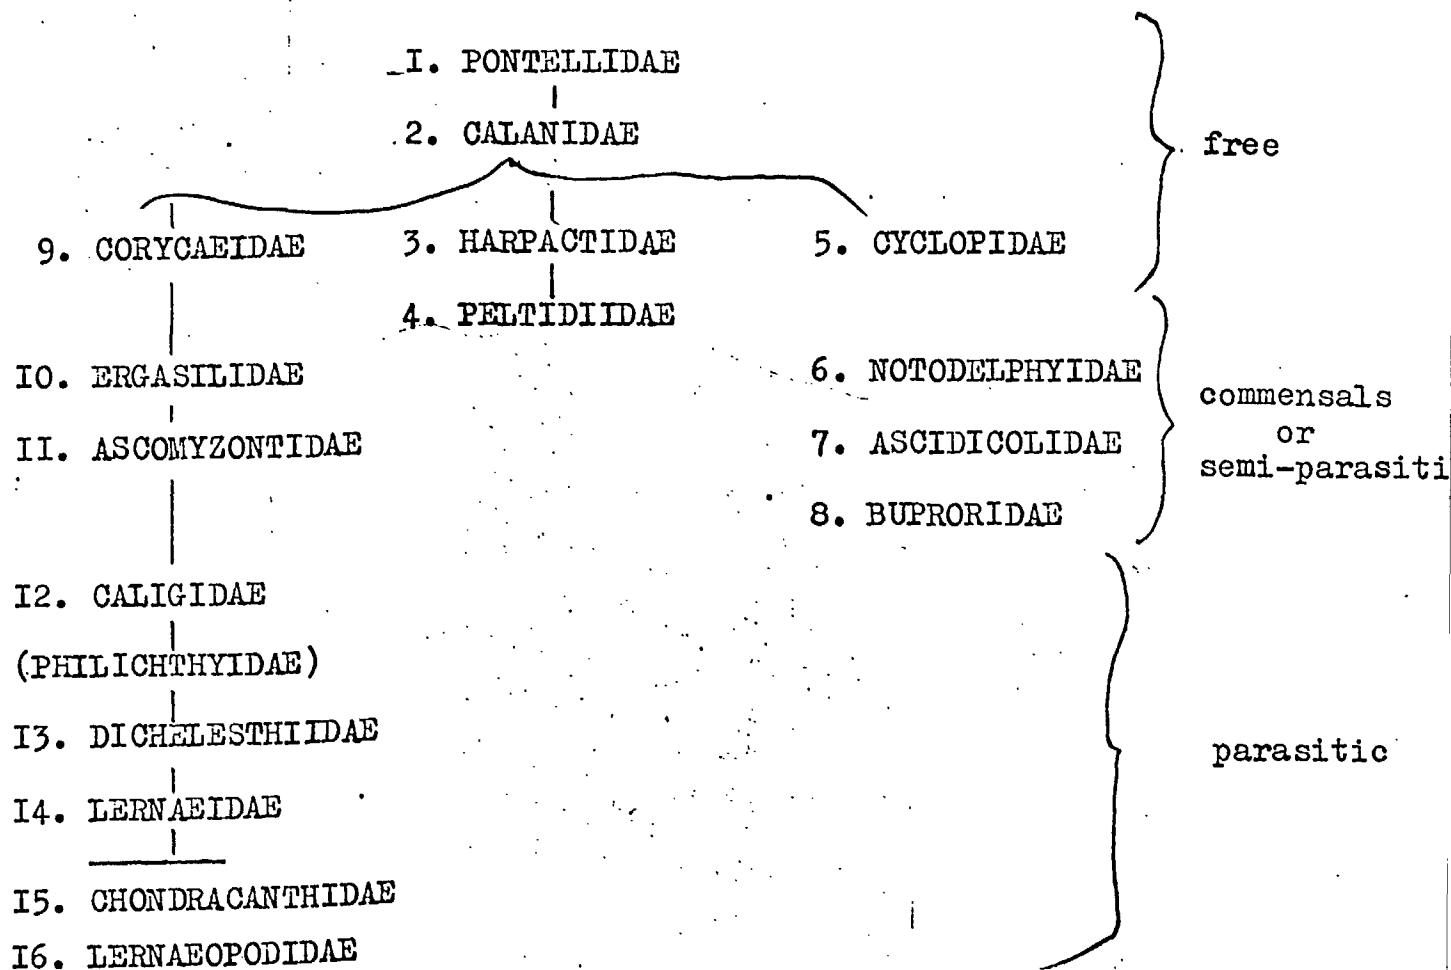 I. PONTELLIDAE
2. CALANIDAE
free
9. CORYCAEIDAE 3. HARPACTIDAE 5. CYCLOPIDAE
4. PELTIDIIDAE
IO. ERGASILIDAE 6. NOTODELPHYIDAE
commensals
or
semi-parasiti
II. ASCOMYZONTIDAE 7. ASCIDICOLIDAE
8. BUPRORIDAE
I2. CALIGIDAE
(PHILICHTHYIDAE)
I3. DICHELESTHIIDAE
parasitic
I4. LERNAEIDAE
I5. CHONDRACANTHIDAE
I6. LERNAEOPODIDAE